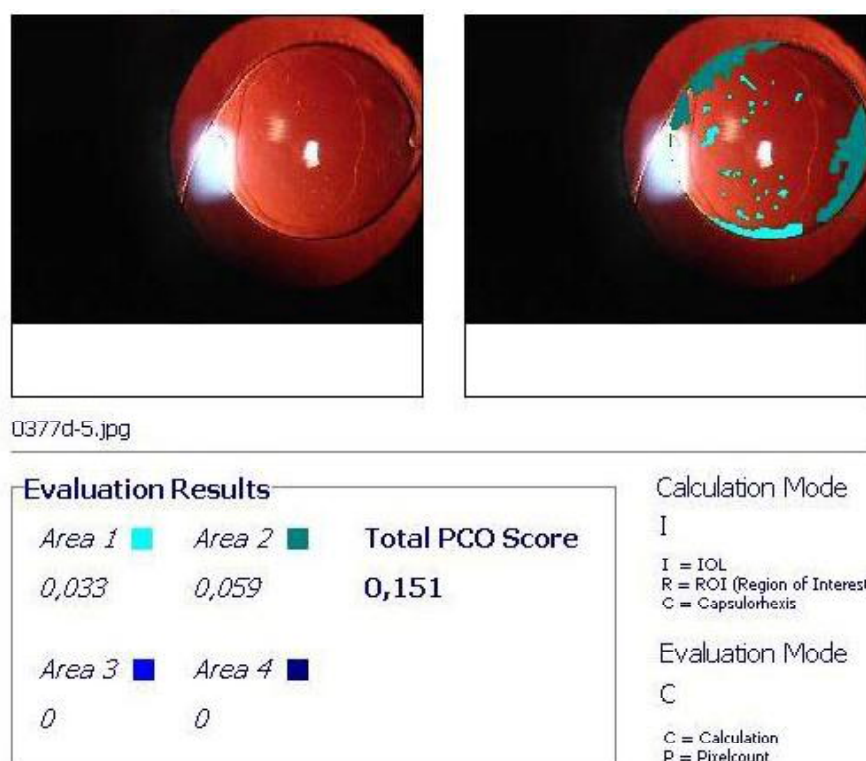 0377d-5.jpg
Evaluation Results
Area 1 Area 2 Total PCO Score
0,033 0,059 0,151
Area 3 Area 4
0 0
Calculation Mode
I
I = IOL
R = ROI (Region of Interest
C = Capsulorhexis
Evaluation Mode
C
C = Calculation
P = Pixelcount